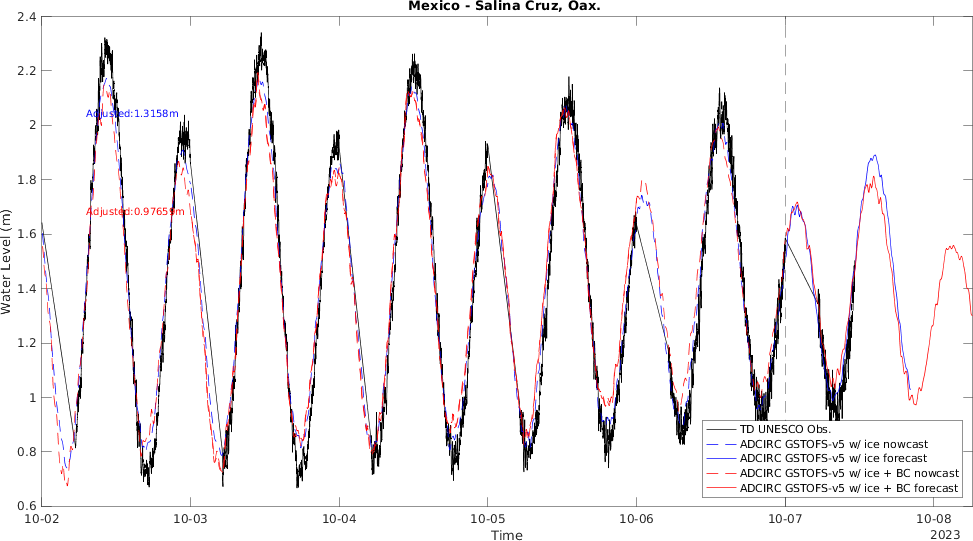 Mexico - Salina Cruz, Oax.
2.4
2.2
2
1.8
1.6
1.4
1.2
1
0.8
0.6
Water Level (m)
Adjusted:1.3158m
Adjusted:0.97659m
TD UNESCO Obs.
ADCIRC GSTOFS-v5 w/ ice nowcast
ADCIRC GSTOFS-v5 w/ ice forecast
ADCIRC GSTOFS-v5 w/ ice + BC nowcast
ADCIRC GSTOFS-v5 w/ ice + BC forecast
10-02 10-03 10-04 10-05 10-06 10-07 10-08
Time
2023